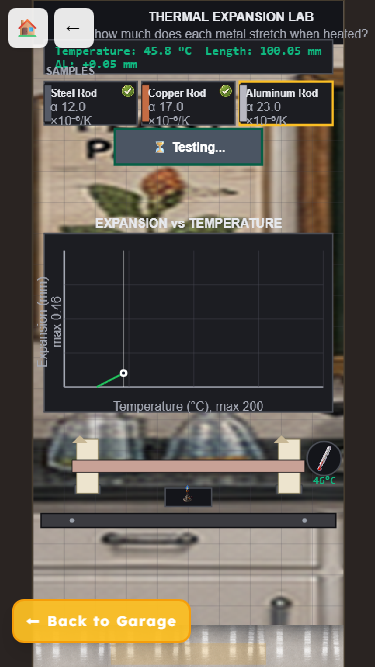 THERMAL EXPANSION LAB
how much does each metal stretch when heated?
Temperature: 45.8 °C  Length: 100.05 mm
ΔL: +0.05 mm
SAMPLES
Steel Rod
α 12.0
×10⁻⁶/K
Copper Rod
α 17.0
×10⁻⁶/K
Aluminum Rod
α 23.0
×10⁻⁶/K
⏳ Testing...
EXPANSION vs TEMPERATURE
Expansion (mm)
max 0.46
Temperature (°C), max 200
46°C
← Back to Garage